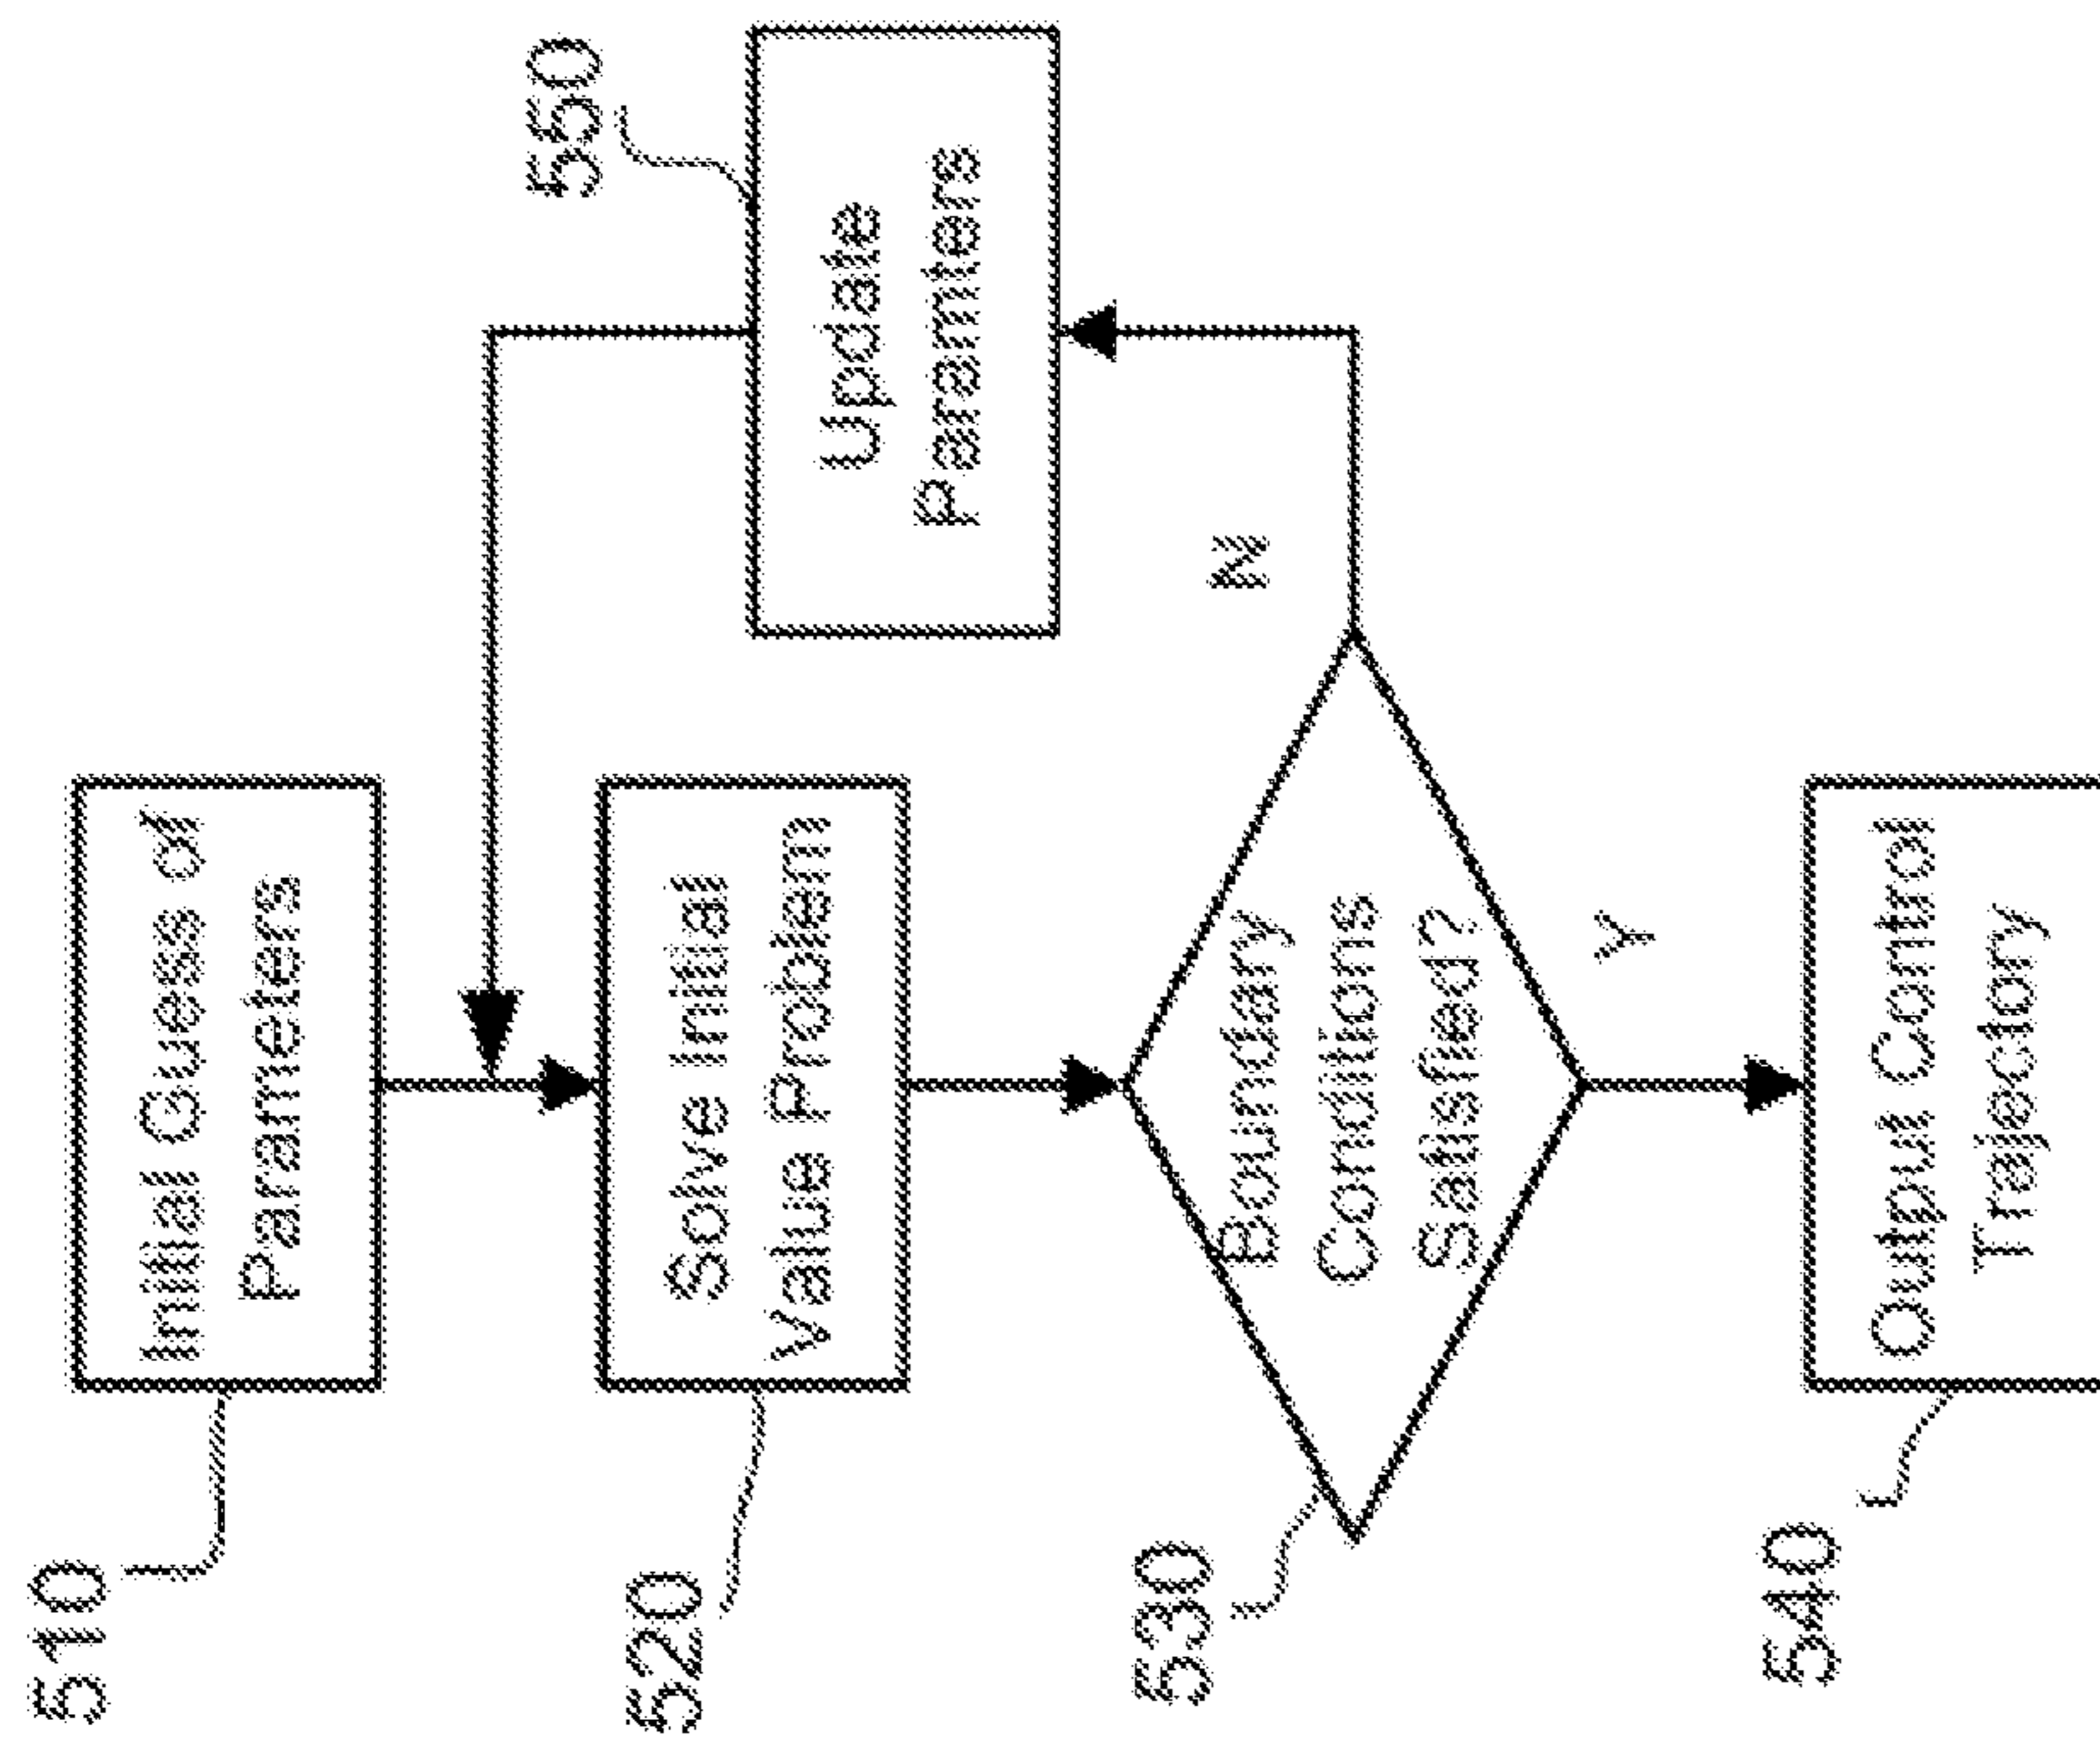 510
Initial Guess of
Parameters
520
Solve Initial
Value Problem
550
Update
Paramters
530
Boundary
Conditions
Satisfied?
N
Y
540
Output Control
Trajectory